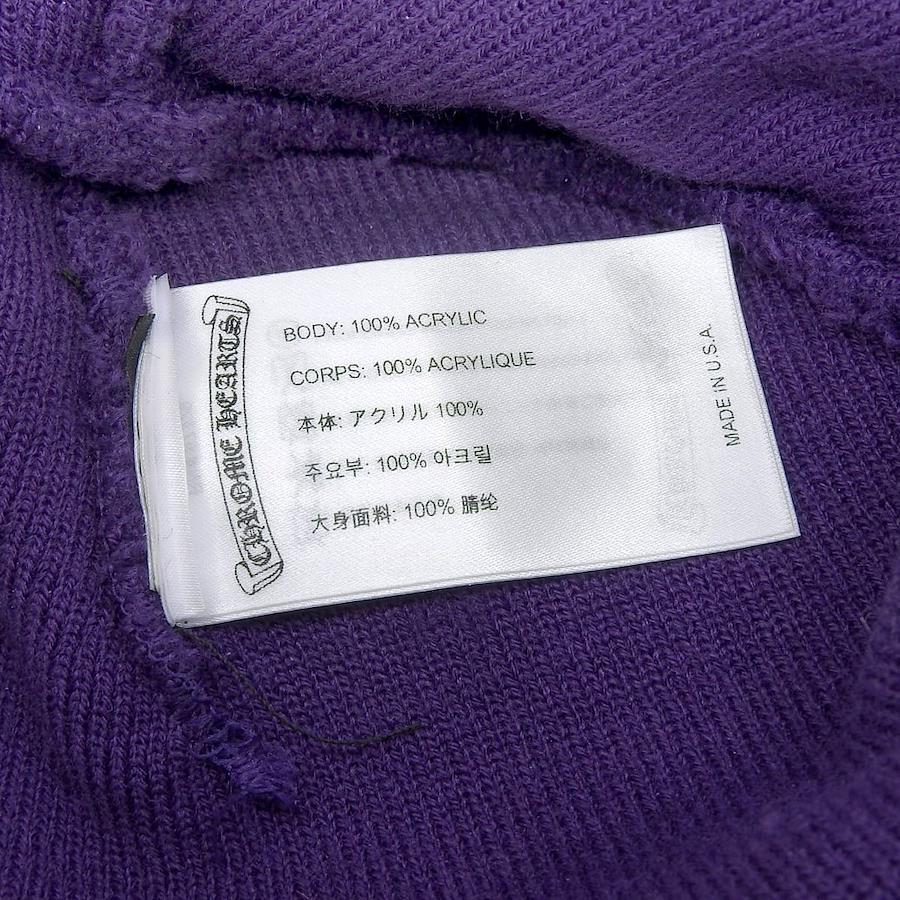 CHROME HEARTS
BODY: 100% ACRYLIC
CORPS: 100% ACRYLIQUE
本体: アクリル 100%
주요부: 100% 아크릴
大身面料: 100% 腈纶
MADE IN U.S.A.